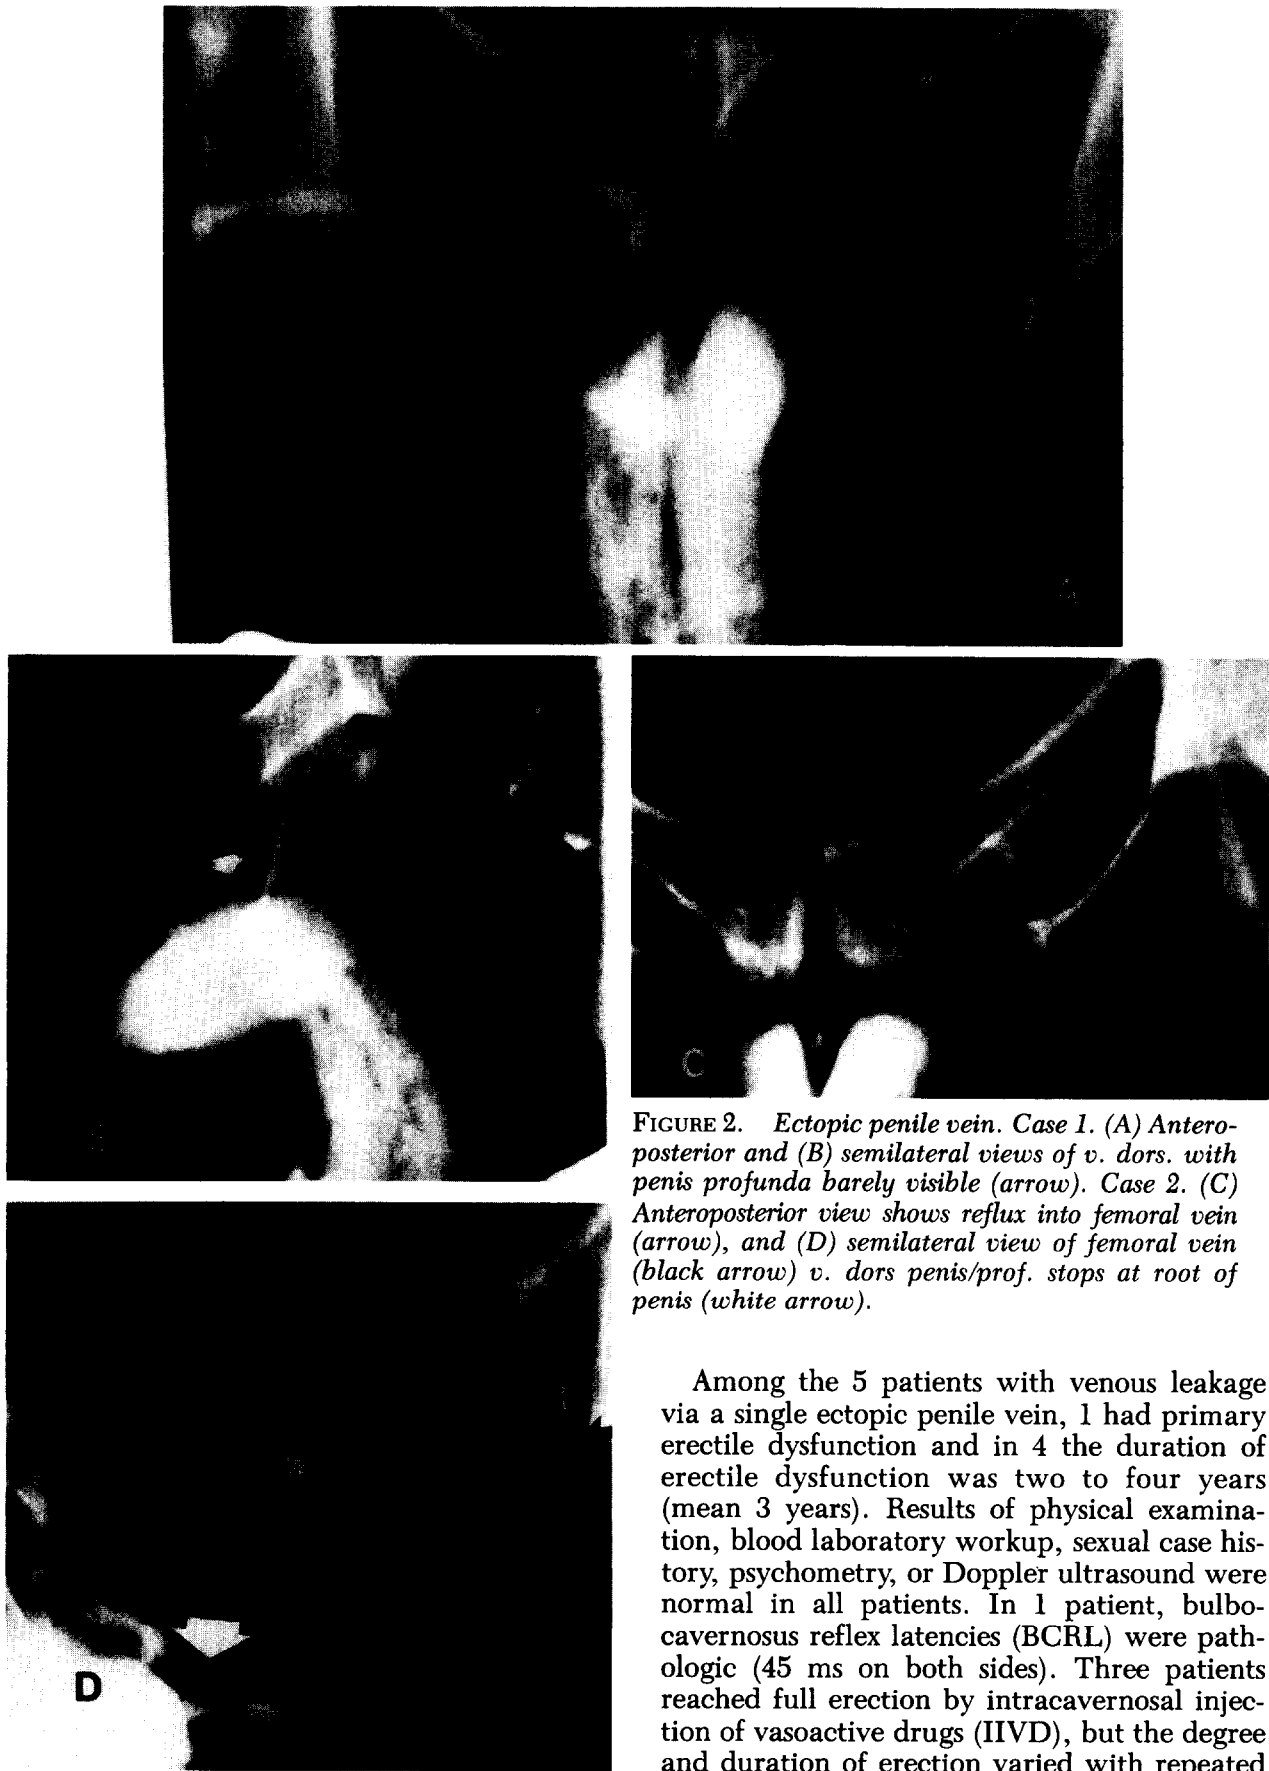 C
D
FIGURE 2. Ectopic penile vein. Case 1. (A) Antero-
posterior and (B) semilateral views of v. dors. with
penis profunda barely visible (arrow). Case 2. (C)
Anteroposterior view shows reflux into femoral vein
(arrow), and (D) semilateral view of femoral vein
(black arrow) v. dors penis/prof. stops at root of
penis (white arrow).
Among the 5 patients with venous leakage
via a single ectopic penile vein, 1 had primary
erectile dysfunction and in 4 the duration of
erectile dysfunction was two to four years
(mean 3 years). Results of physical examina-
tion, blood laboratory workup, sexual case his-
tory, psychometry, or Doppler ultrasound were
normal in all patients. In 1 patient, bulbo-
cavernosus reflex latencies (BCRL) were path-
ologic (45 ms on both sides). Three patients
reached full erection by intracavernosal injec-
tion of vasoactive drugs (IIVD), but the degree
and duration of erection varied with repeated